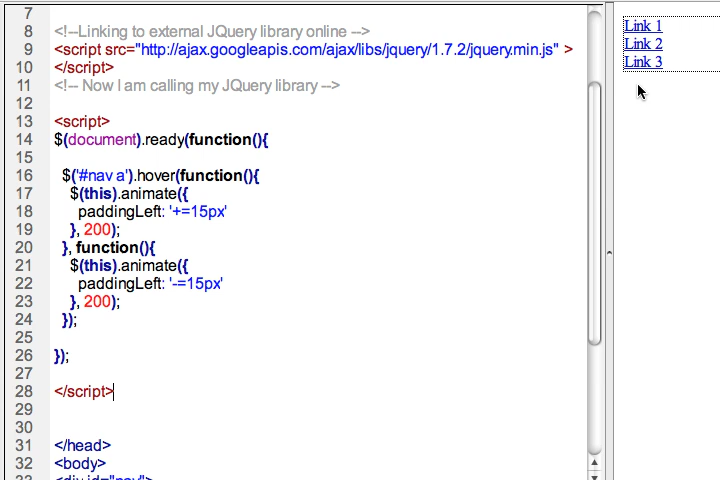 7
8 <!--Linking to external JQuery library online -->
9 <script src="http://ajax.googleapis.com/ajax/libs/jquery/1.7.2/jquery.min.js" >
10 </script>
11 <!-- Now I am calling my JQuery library -->
12
13 <script>
14 $(document).ready(function(){
15
16 $('#nav a').hover(function(){
17 $(this).animate({
18 paddingLeft: '+=15px'
19 }, 200);
20 }, function(){
21 $(this).animate({
22 paddingLeft: '-=15px'
23 }, 200);
24 });
25
26 });
27
28 </script>
29
30
31 </head>
32 <body>
33 <div id="nav">
Link 1
Link 2
Link 3